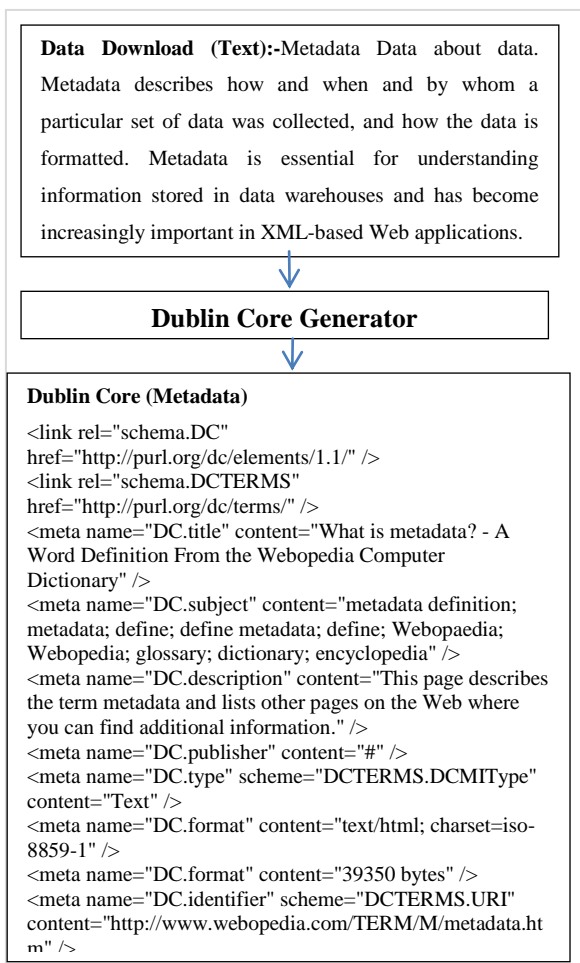 Data Download (Text):-Metadata Data about data.
Metadata describes how and when and by whom a
particular set of data was collected, and how the data is
formatted. Metadata is essential for understanding
information stored in data warehouses and has become
increasingly important in XML-based Web applications.
Dublin Core Generator
Dublin Core (Metadata)
<link rel="schema.DC"
href="http://purl.org/dc/elements/1.1/" />
<link rel="schema.DCTERMS"
href="http://purl.org/dc/terms/" />
<meta name="DC.title" content="What is metadata? - A
Word Definition From the Webopedia Computer
Dictionary" />
<meta name="DC.subject" content="metadata definition;
metadata; define; define metadata; define; Webopaedia;
Webopedia; glossary; dictionary; encyclopedia" />
<meta name="DC.description" content="This page describes
the term metadata and lists other pages on the Web where
you can find additional information." />
<meta name="DC.publisher" content="#" />
<meta name="DC.type" scheme="DCTERMS.DCMIType"
content="Text" />
<meta name="DC.format" content="text/html; charset=iso-
8859-1" />
<meta name="DC.format" content="39350 bytes" />
<meta name="DC.identifier" scheme="DCTERMS.URI"
content="http://www.webopedia.com/TERM/M/metadata.ht
m" />